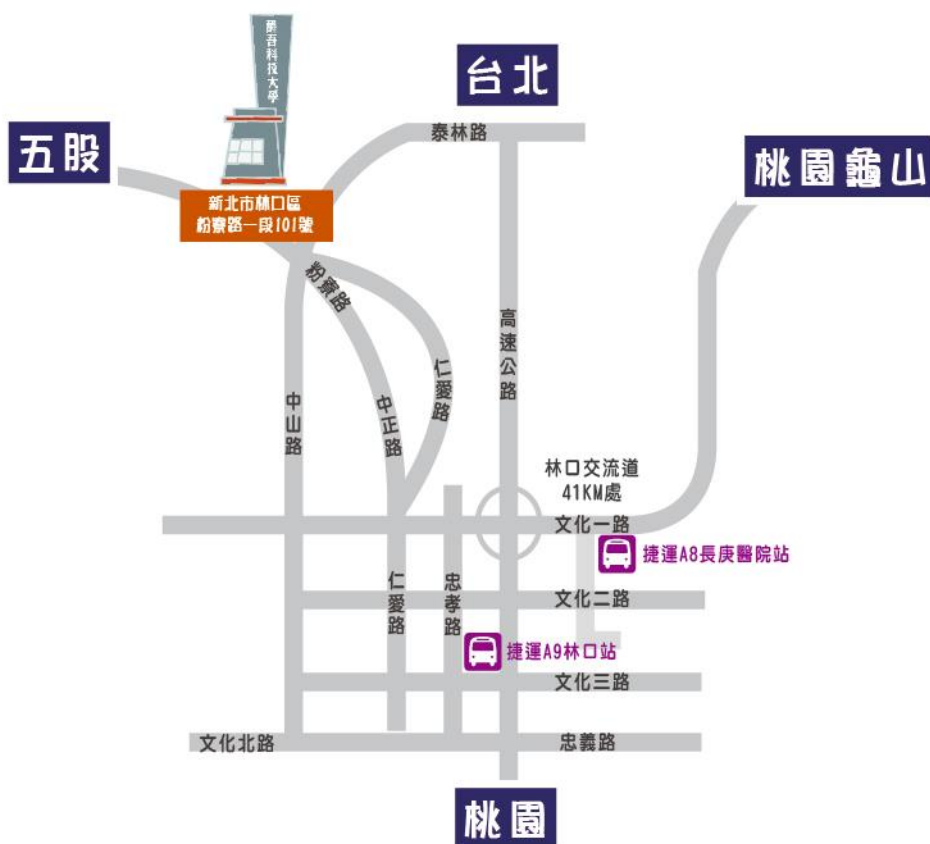 醒吾科技大學
台北
泰林路
五股
桃園龜山
新北市林口區
粉寮路一段101號
粉寮路
高速公路
仁愛路
中山路
中正路
林口交流道
41KM處
文化一路
捷運A8長庚醫院站
仁愛路
忠孝路
文化二路
捷運A9林口站
文化三路
文化北路
忠義路
桃園